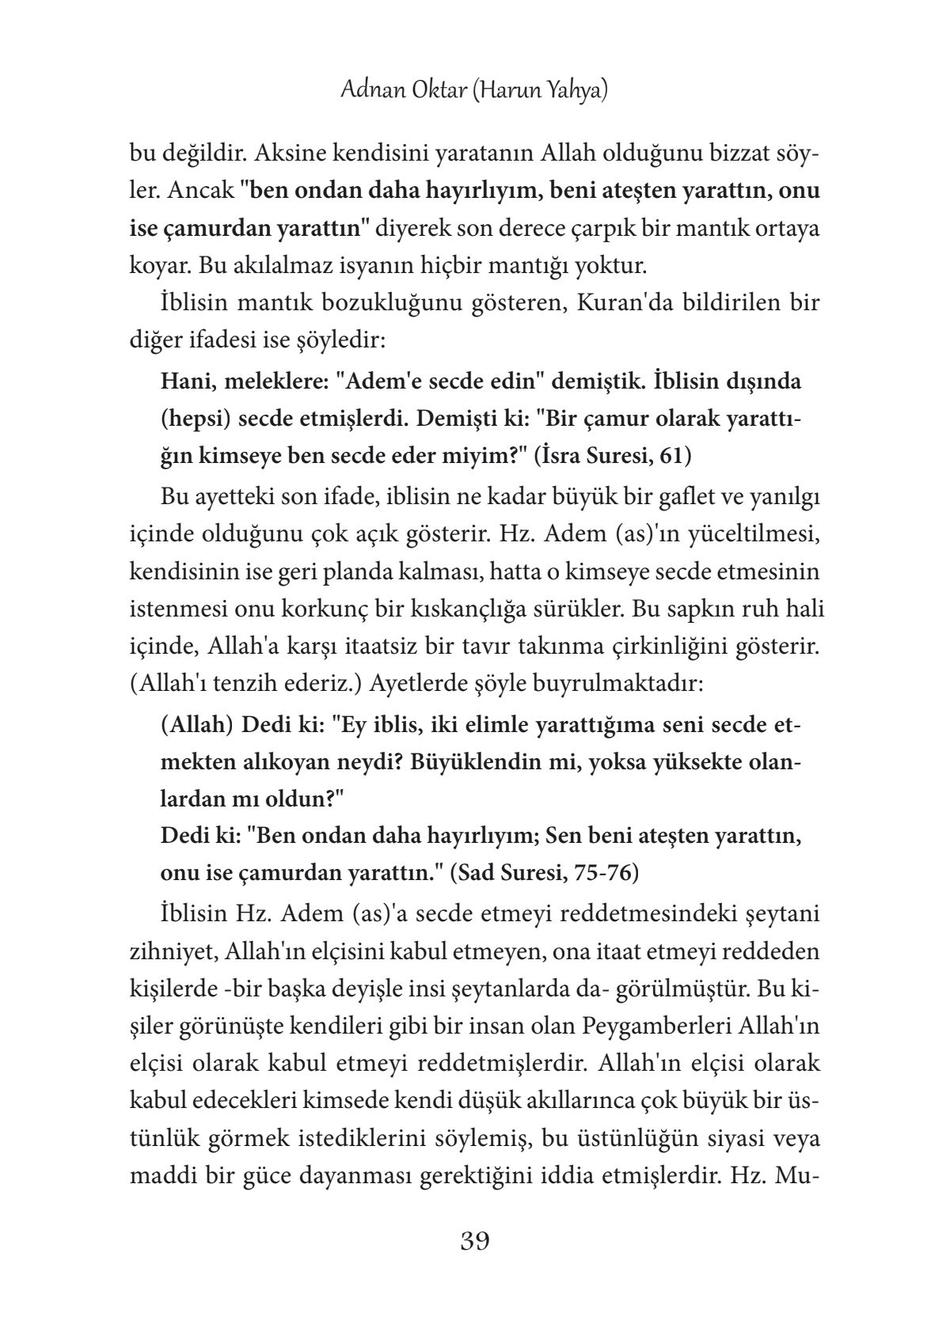 Adnan Oktar (Harun Yahya)
bu değildir. Aksine kendisini yaratanın Allah olduğunu bizzat söy-
ler. Ancak "ben ondan daha hayırlıyım, beni ateşten yarattın, onu
ise çamurdan yarattın" diyerek son derece çarpık bir mantık ortaya
koyar. Bu akılalmaz isyanın hiçbir mantığı yoktur.
İblisin mantık bozukluğunu gösteren, Kuran'da bildirilen bir
diğer ifadesi ise şöyledir:
Hani, meleklere: "Adem'e secde edin" demiştik. İblisin dışında
(hepsi) secde etmişlerdi. Demişti ki: "Bir çamur olarak yarattı-
ğın kimseye ben secde eder miyim?" (İsra Suresi, 61)
Bu ayetteki son ifade, iblisin ne kadar büyük bir gaflet ve yanılgı
içinde olduğunu çok açık gösterir. Hz. Adem (as)'ın yüceltilmesi,
kendisinin ise geri planda kalması, hatta o kimseye secde etmesinin
istenmesi onu korkunç bir kıskançlığa sürükler. Bu sapkın ruh hali
içinde, Allah'a karşı itaatsiz bir tavır takınma çirkinliğini gösterir.
(Allah'ı tenzih ederiz.) Ayetlerde şöyle buyrulmaktadır:
(Allah) Dedi ki: "Ey iblis, iki elimle yarattığıma seni secde et-
mekten alıkoyan neydi? Büyüklendin mi, yoksa yüksekte olan-
lardan mı oldun?"
Dedi ki: "Ben ondan daha hayırlıyım; Sen beni ateşten yarattın,
onu ise çamurdan yarattın." (Sad Suresi, 75-76)
İblisin Hz. Adem (as)'a secde etmeyi reddetmesindeki şeytani
zihniyet, Allah'ın elçisini kabul etmeyen, ona itaat etmeyi reddeden
kişilerde -bir başka deyişle insi şeytanlarda da- görülmüştür. Bu ki-
şiler görünüşte kendileri gibi bir insan olan Peygamberleri Allah'ın
elçisi olarak kabul etmeyi reddetmişlerdir. Allah'ın elçisi olarak
kabul edecekleri kimsede kendi düşük akıllarınca çok büyük bir üs-
tünlük görmek istediklerini söylemiş, bu üstünlüğün siyasi veya
maddi bir güce dayanması gerektiğini iddia etmişlerdir. Hz. Mu-
39